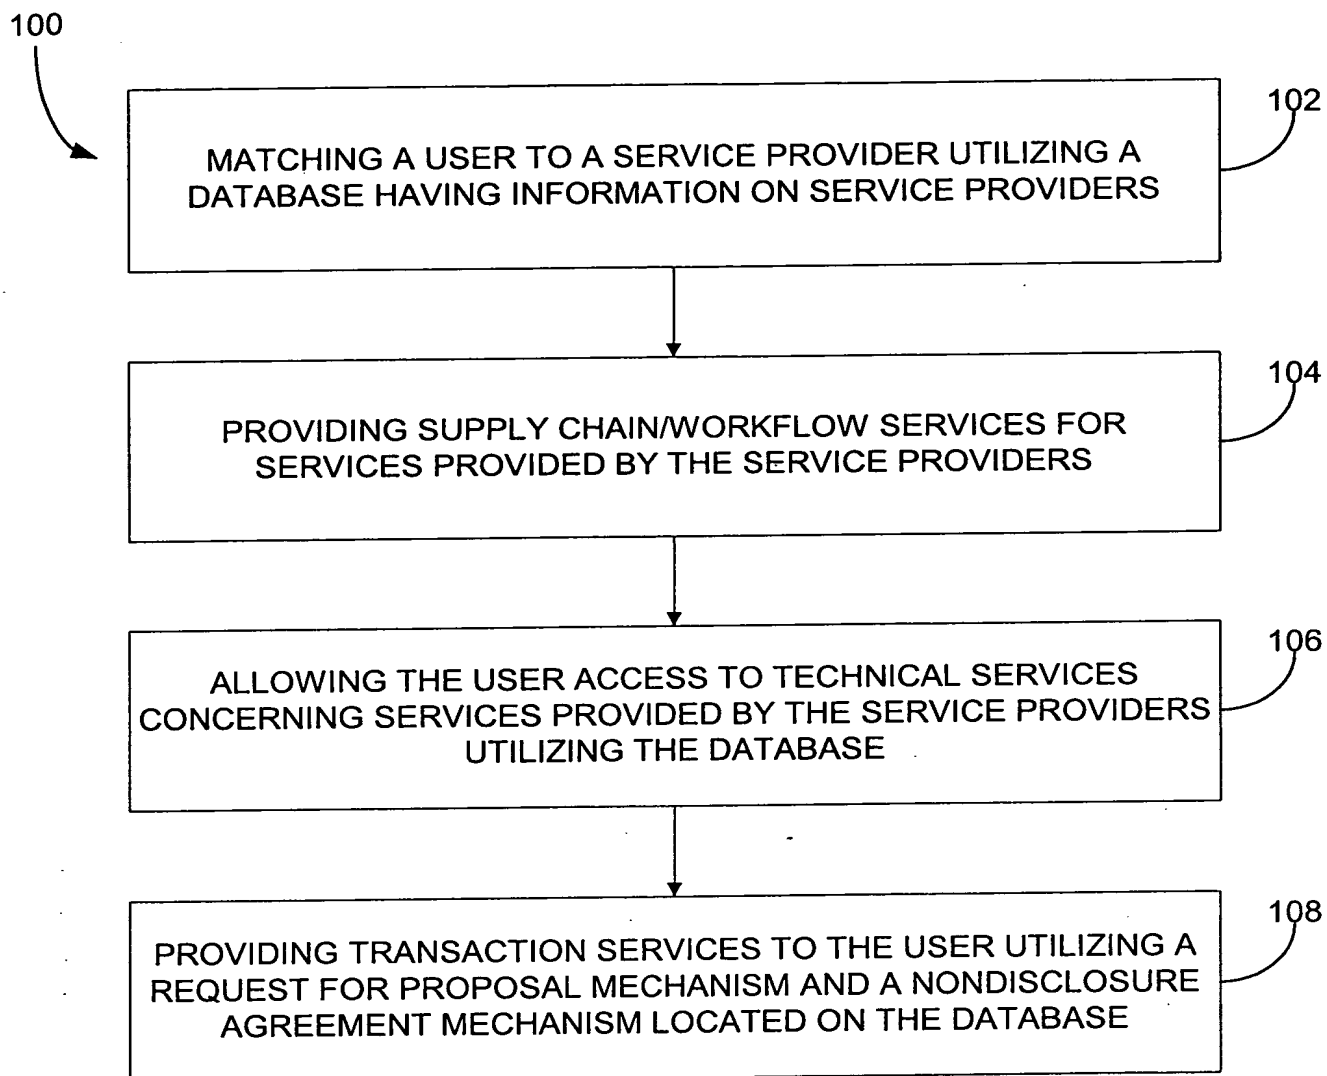 100
102
MATCHING A USER TO A SERVICE PROVIDER UTILIZING A
DATABASE HAVING INFORMATION ON SERVICE PROVIDERS
104
PROVIDING SUPPLY CHAIN/WORKFLOW SERVICES FOR
SERVICES PROVIDED BY THE SERVICE PROVIDERS
106
ALLOWING THE USER ACCESS TO TECHNICAL SERVICES
CONCERNING SERVICES PROVIDED BY THE SERVICE PROVIDERS
UTILIZING THE DATABASE
108
PROVIDING TRANSACTION SERVICES TO THE USER UTILIZING A
REQUEST FOR PROPOSAL MECHANISM AND A NONDISCLOSURE
AGREEMENT MECHANISM LOCATED ON THE DATABASE